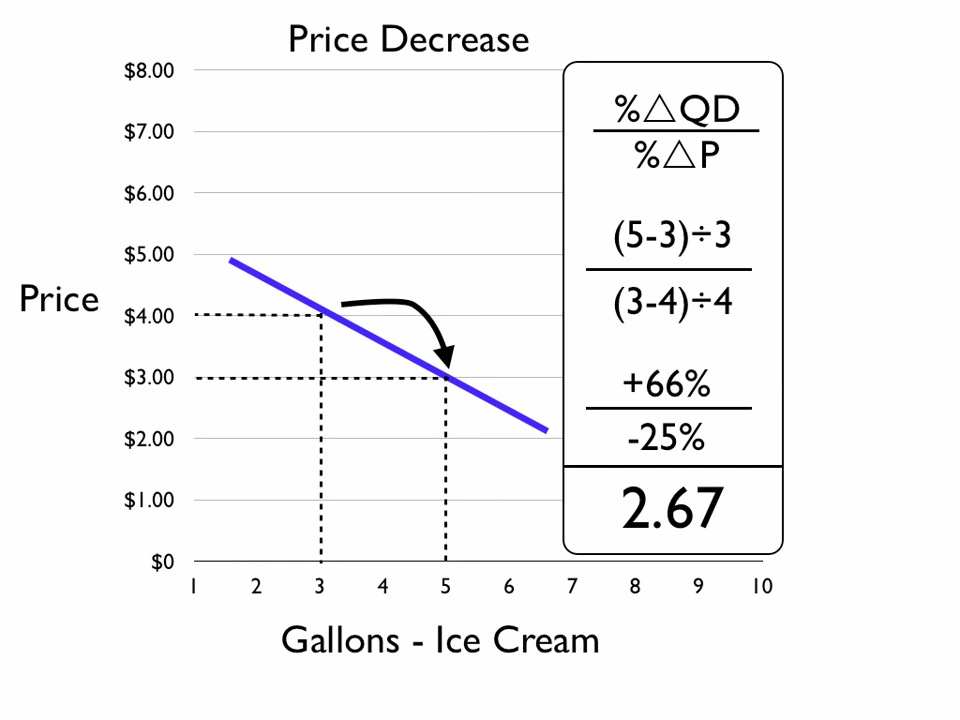 Price Decrease
$8.00
$7.00
$6.00
$5.00
$4.00
$3.00
$2.00
$1.00
$0
Price
1 2 3 4 5 6 7 8 9 10
Gallons - Ice Cream
%△QD
%△P
(5-3)÷3
(3-4)÷4
+66%
-25%
2.67